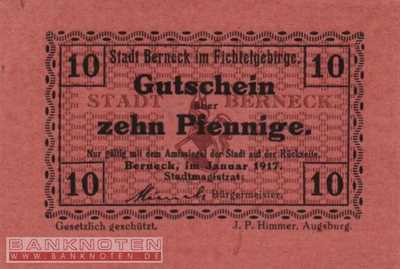 Stadt Berneck im Fichtelgebirge.
10 10
Gutschein
über
STADT BERNECK.
zehn Pfennige.
Nur gültig mit dem Amtssiegel der Stadt auf der Rückseite.
Berneck, im Januar 1917.
Stadtmagistrat:
10 10
Bürgermeister.
Gesetzlich geschützt. J. P. Himmer, Augsburg.
BANKNOTEN
WWW.BANKNOTEN.DE